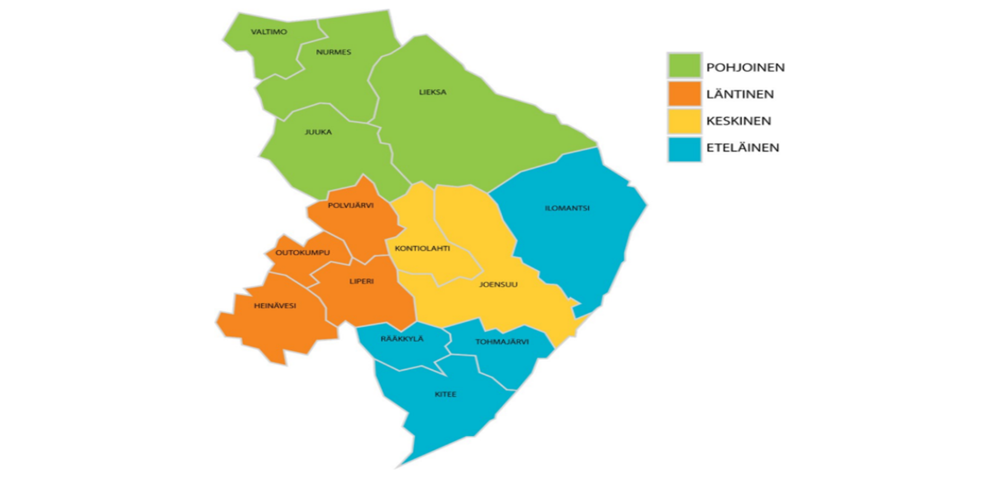 VALTIMO
NURMES
LIEKSA
JUUKA
POLVIJÄRVI
ILOMANTSI
KONTIOLAHTI
OUTOKUMPU
LIPERI
JOENSUU
HEINÄVESI
RÄÄKKYLÄ
TOHMAJÄRVI
KITEE
POHJOINEN
LÄNTINEN
KESKINEN
ETELÄINEN